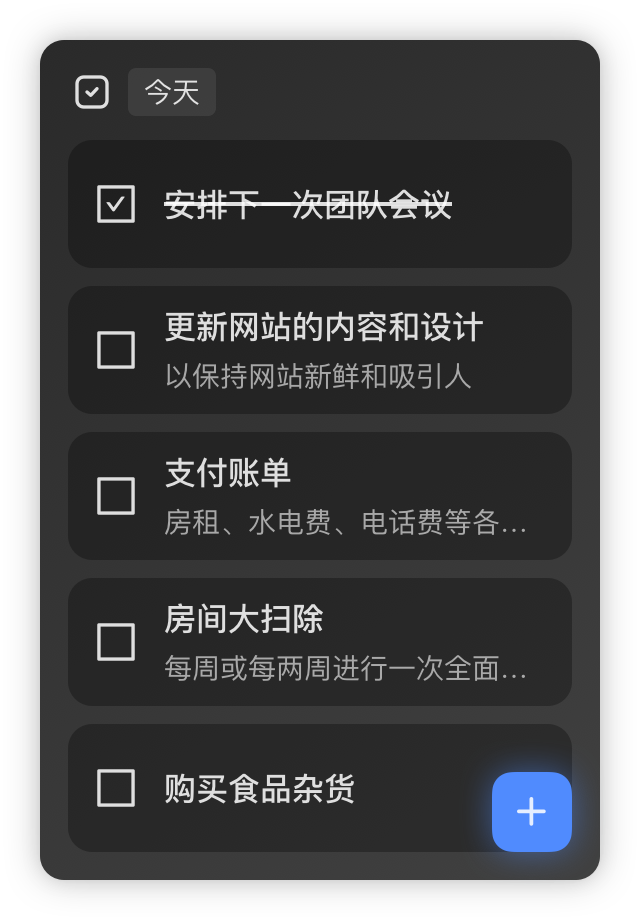 今天
安排下一次团队会议
更新网站的内容和设计
以保持网站新鲜和吸引人
支付账单
房租、水电费、电话费等各...
房间大扫除
每周或每两周进行一次全面...
购买食品杂货